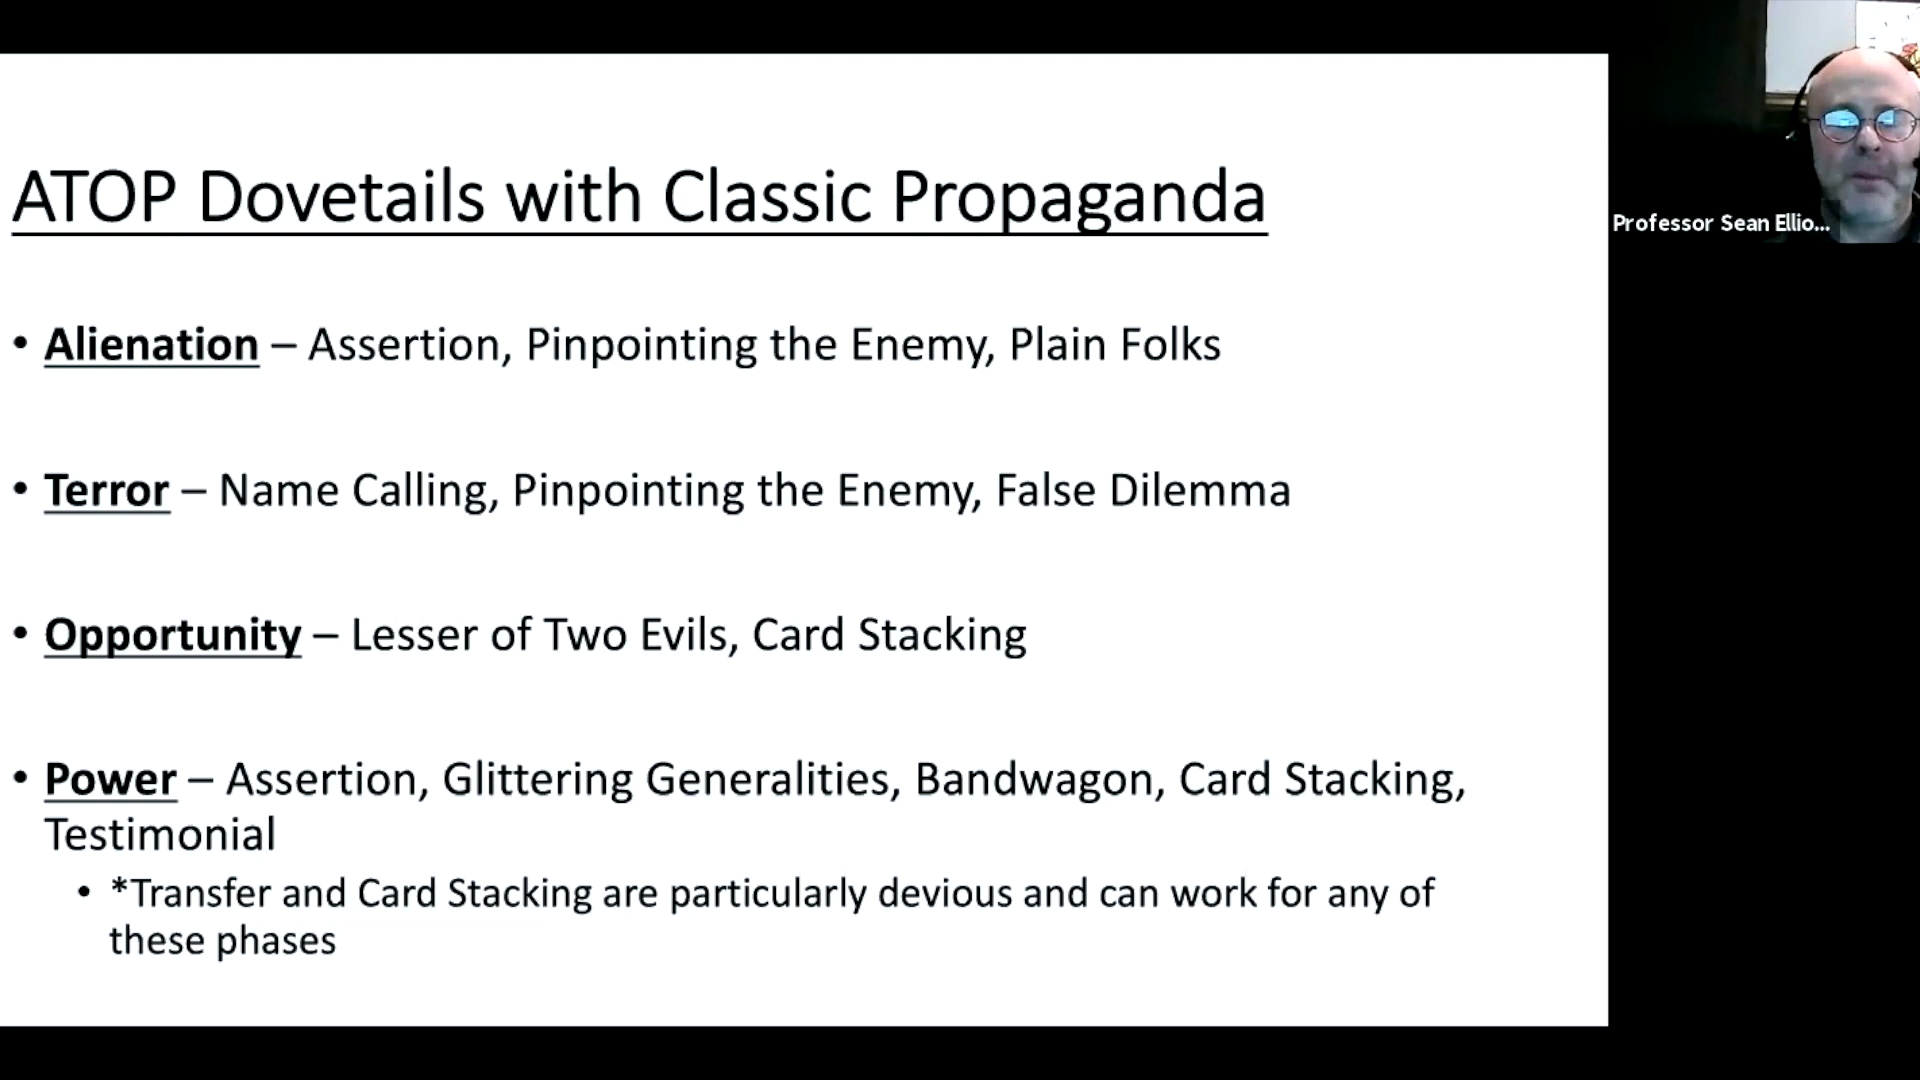 ATOP Dovetails with Classic Propaganda
• Alienation – Assertion, Pinpointing the Enemy, Plain Folks
• Terror – Name Calling, Pinpointing the Enemy, False Dilemma
• Opportunity – Lesser of Two Evils, Card Stacking
• Power – Assertion, Glittering Generalities, Bandwagon, Card Stacking,
Testimonial
• *Transfer and Card Stacking are particularly devious and can work for any of
these phases
Professor Sean Ellio...